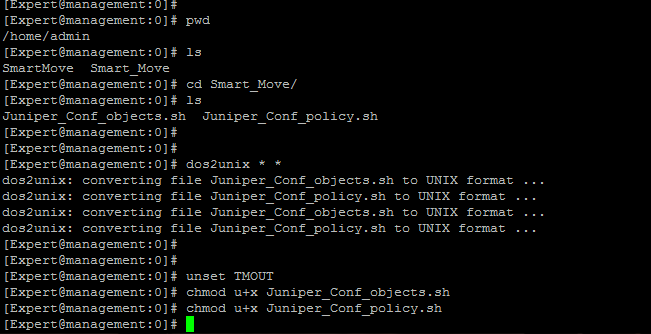 [Expert@management:0]#
[Expert@management:0]# pwd
/home/admin
[Expert@management:0]# ls
SmartMove  Smart_Move
[Expert@management:0]# cd Smart_Move/
[Expert@management:0]# ls
Juniper_Conf_objects.sh  Juniper_Conf_policy.sh
[Expert@management:0]#
[Expert@management:0]#
[Expert@management:0]# dos2unix * *
dos2unix: converting file Juniper_Conf_objects.sh to UNIX format ...
dos2unix: converting file Juniper_Conf_policy.sh to UNIX format ...
dos2unix: converting file Juniper_Conf_objects.sh to UNIX format ...
dos2unix: converting file Juniper_Conf_policy.sh to UNIX format ...
[Expert@management:0]#
[Expert@management:0]#
[Expert@management:0]# unset TMOUT
[Expert@management:0]# chmod u+x Juniper_Conf_objects.sh
[Expert@management:0]# chmod u+x Juniper_Conf_policy.sh
[Expert@management:0]#